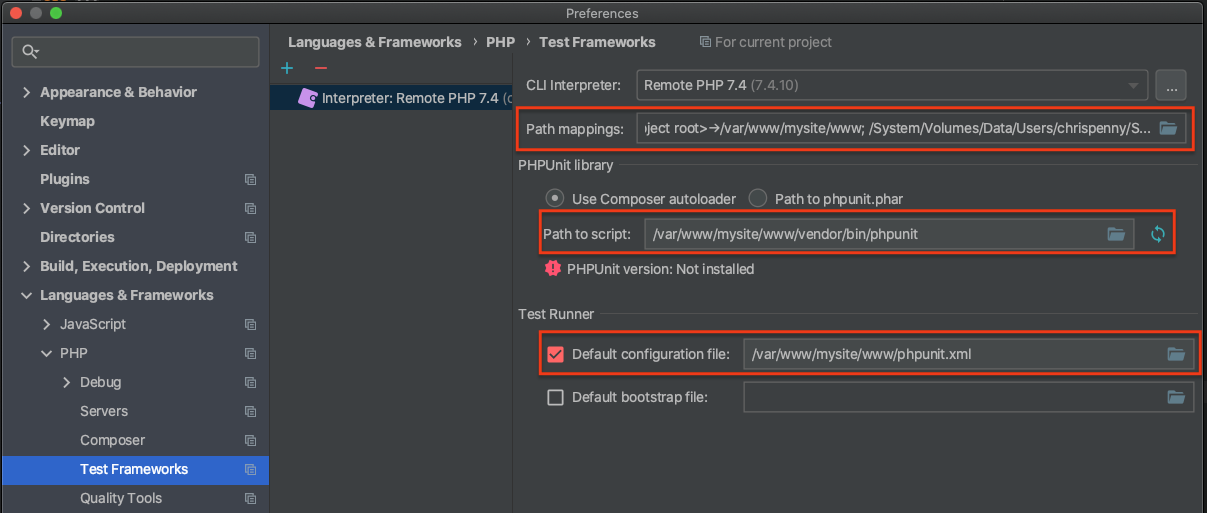 Preferences
Languages & Frameworks › PHP › Test Frameworks For current project
Appearance & Behavior
Keymap
Editor
Plugins
Version Control
Directories
Build, Execution, Deployment
Languages & Frameworks
JavaScript
PHP
Debug
Servers
Composer
Test Frameworks
Quality Tools
Interpreter: Remote PHP 7.4 (
CLI Interpreter: Remote PHP 7.4 (7.4.10) ...
Path mappings: ject root>→/var/www/mysite/www; /System/Volumes/Data/Users/chrispenny/S...
PHPUnit library
Use Composer autoloader Path to phpunit.phar
Path to script: /var/www/mysite/www/vendor/bin/phpunit
PHPUnit version: Not installed
Test Runner
Default configuration file: /var/www/mysite/www/phpunit.xml
Default bootstrap file: